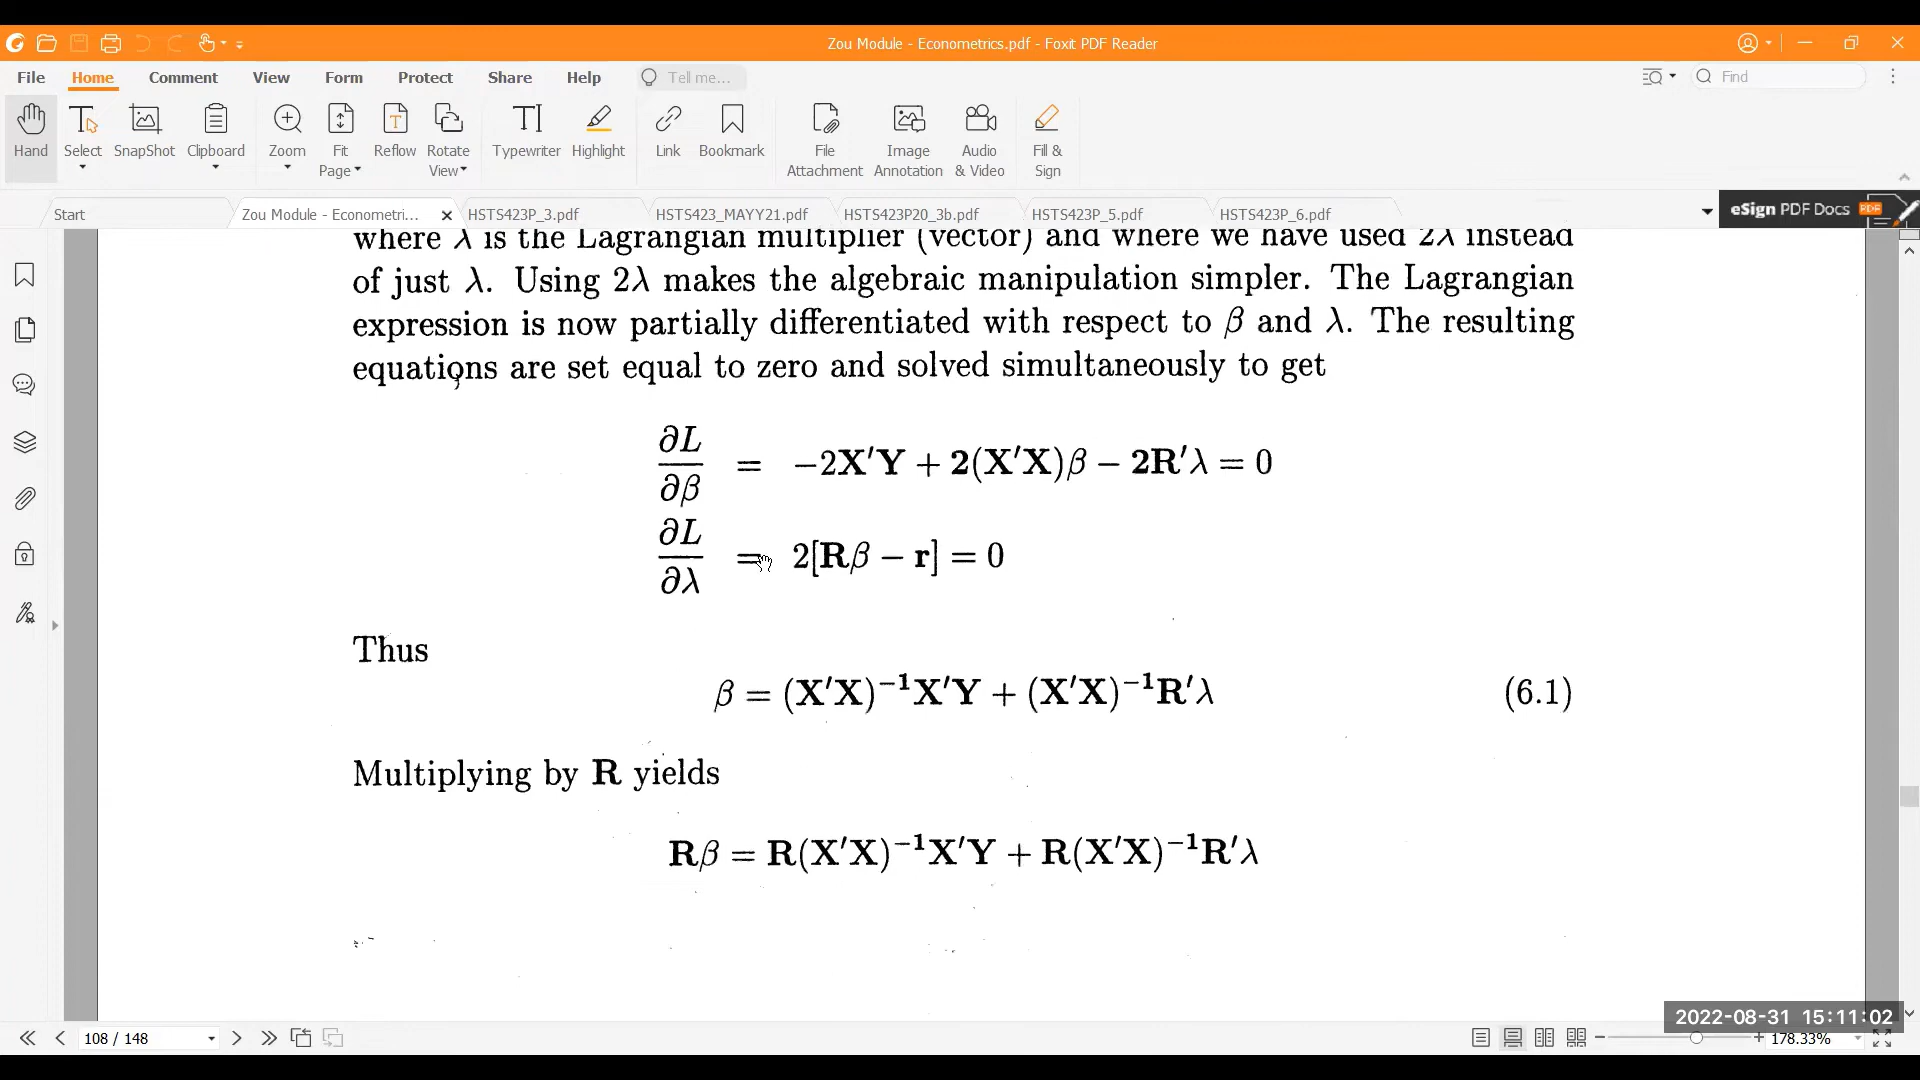 Zou Module - Econometrics.pdf - Foxit PDF Reader
File Home Comment View Form Protect Share Help Tell me... Find
Hand Select SnapShot Clipboard Zoom Fit Page Reflow Rotate View Typewriter Highlight Link Bookmark File Attachment Image Annotation Audio & Video Fill & Sign
Start Zou Module - Econometri... HSTS423P_3.pdf HSTS423_MAYY21.pdf HSTS423P20_3b.pdf HSTS423P_5.pdf HSTS423P_6.pdf eSign PDF Docs PDF
where λ is the Lagrangian multiplier (vector) and where we have used 2λ instead
of just λ. Using 2λ makes the algebraic manipulation simpler. The Lagrangian
expression is now partially differentiated with respect to β and λ. The resulting
equations are set equal to zero and solved simultaneously to get
∂L/∂β = −2X′Y + 2(X′X)β − 2R′λ = 0
∂L/∂λ = 2[Rβ − r] = 0
Thus
β = (X′X)⁻¹X′Y + (X′X)⁻¹R′λ (6.1)
Multiplying by R yields
Rβ = R(X′X)⁻¹X′Y + R(X′X)⁻¹R′λ
2022-08-31 15:11:02
108 / 148 178.33%